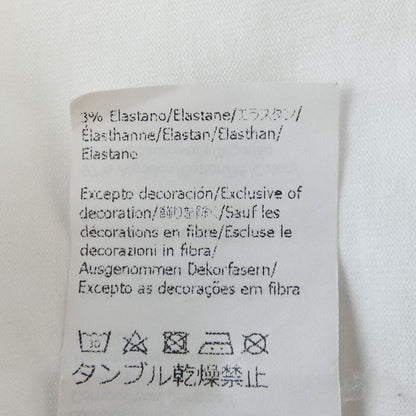 3% Elastano/Elastane/エラスタン/
Élasthanne/Elastan/Elasthan/
Elastano
Excepto decoración/Exclusive of
decoration/飾りを除く/Sauf les
décorations en fibre/Escluse le
decorazioni in fibra/
Ausgenommen Dekorfasern/
Excepto as decorações em fibra
30
タンブル乾燥禁止